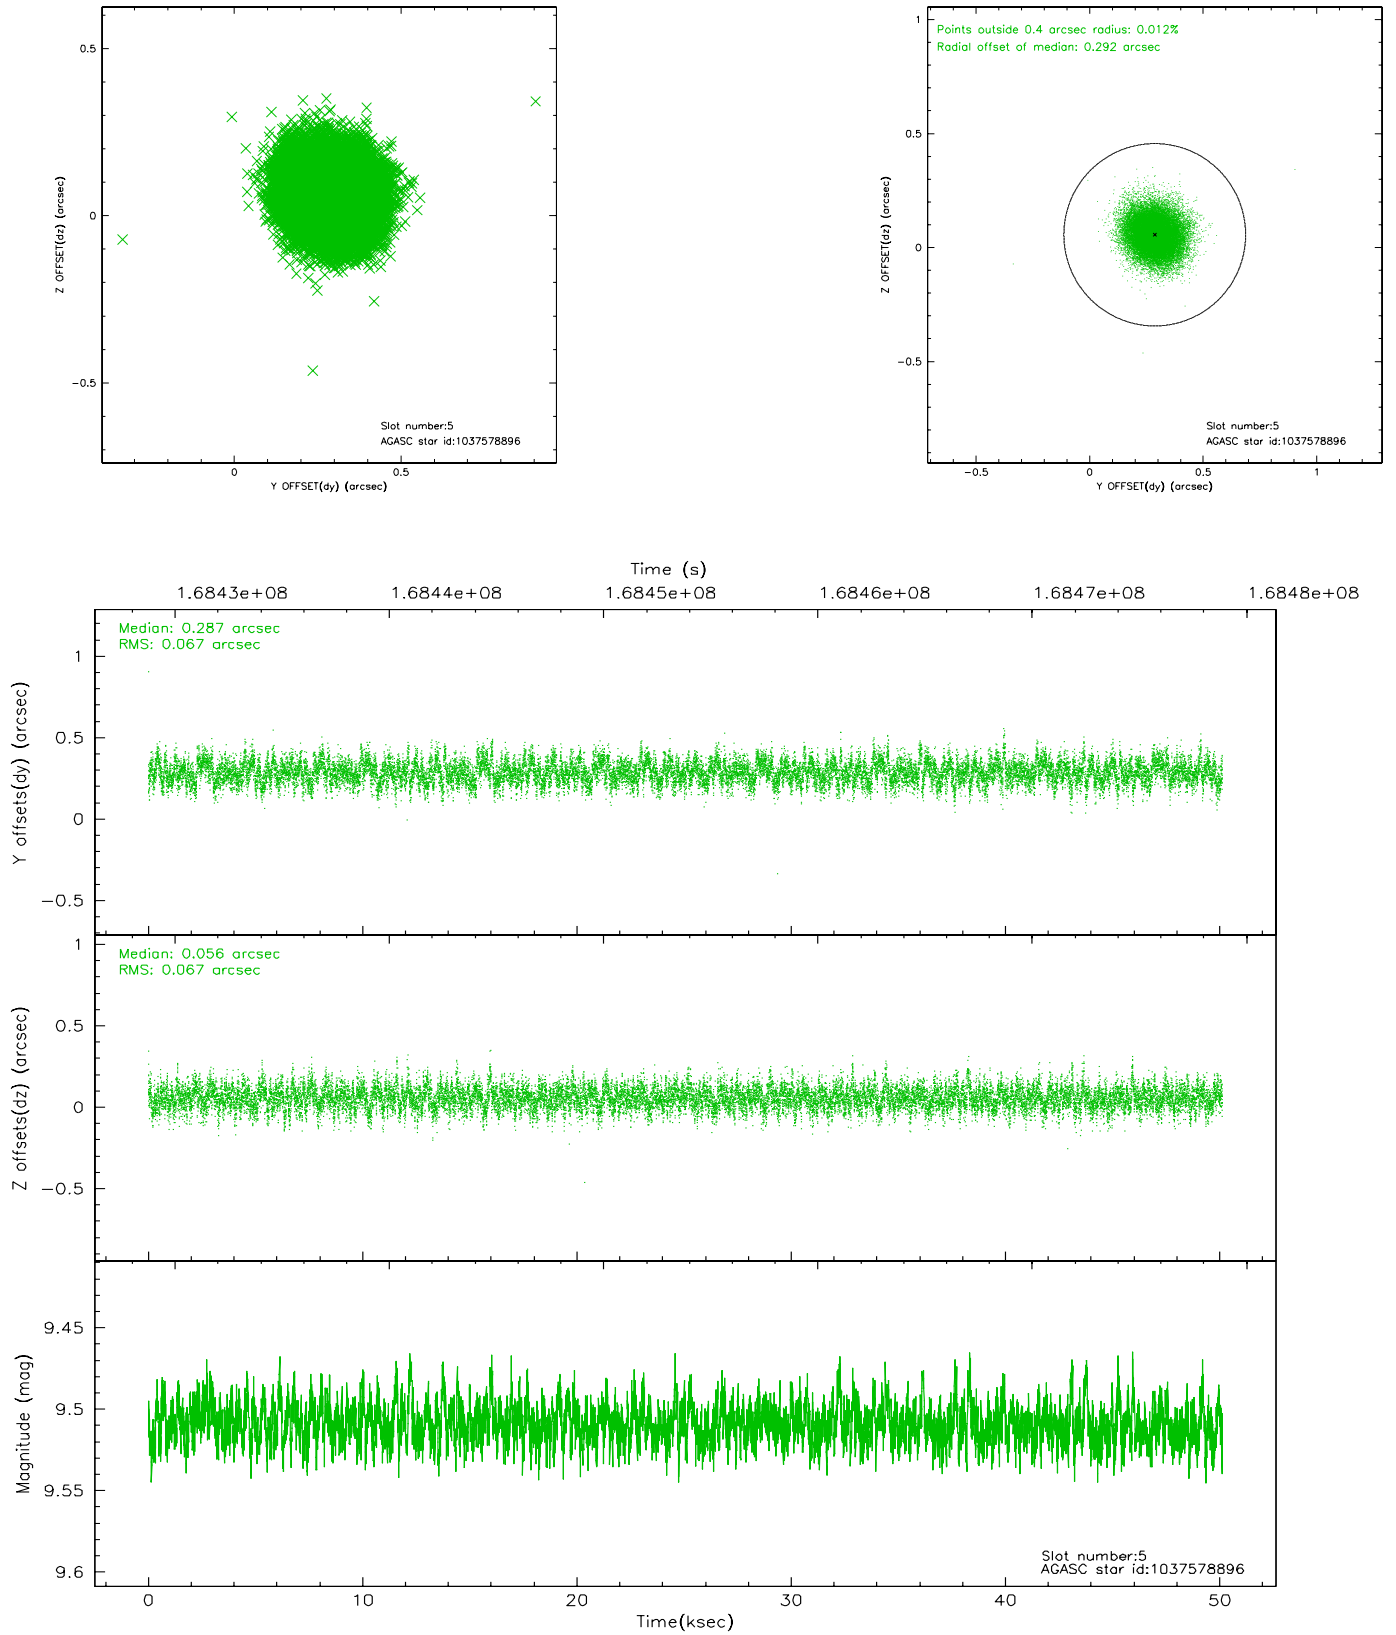 0.5
0
−0.5
Z OFFSET(dz) (arcsec)
Slot number:5
AGASC star id:1037578896
0
0.5
Y OFFSET(dy) (arcsec)
Points outside 0.4 arcsec radius: 0.012%
Radial offset of median: 0.292 arcsec
1
0.5
0
−0.5
Z OFFSET(dz) (arcsec)
Slot number:5
AGASC star id:1037578896
−0.5
0
0.5
1
Y OFFSET(dy) (arcsec)
Time (s)
1.6843e+08 1.6844e+08 1.6845e+08 1.6846e+08 1.6847e+08 1.6848e+08
Median: 0.287 arcsec
RMS: 0.067 arcsec
1
0.5
0
−0.5
Y offsets(dy) (arcsec)
Median: 0.056 arcsec
RMS: 0.067 arcsec
1
0.5
0
−0.5
Z offsets(dz) (arcsec)
9.45
9.5
9.55
9.6
Magnitude (mag)
Slot number:5
AGASC star id:1037578896
0 10 20 30 40 50
Time(ksec)